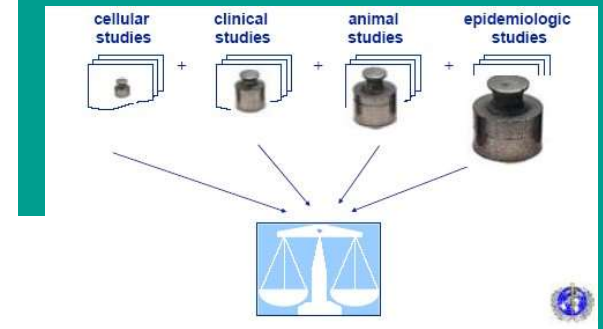 cellular
studies
clinical
studies
animal
studies
epidemiologic
studies
+ + +